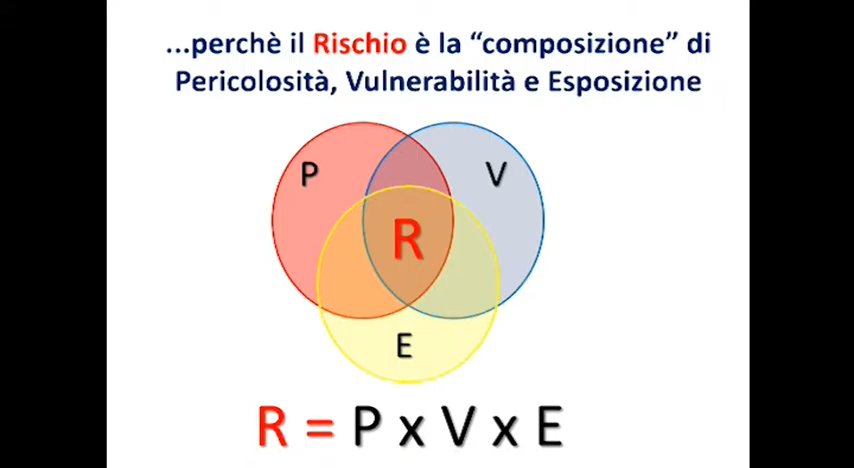 ...perchè il Rischio è la “composizione” di
Pericolosità, Vulnerabilità e Esposizione
P
V
R
E
R = P x V x E